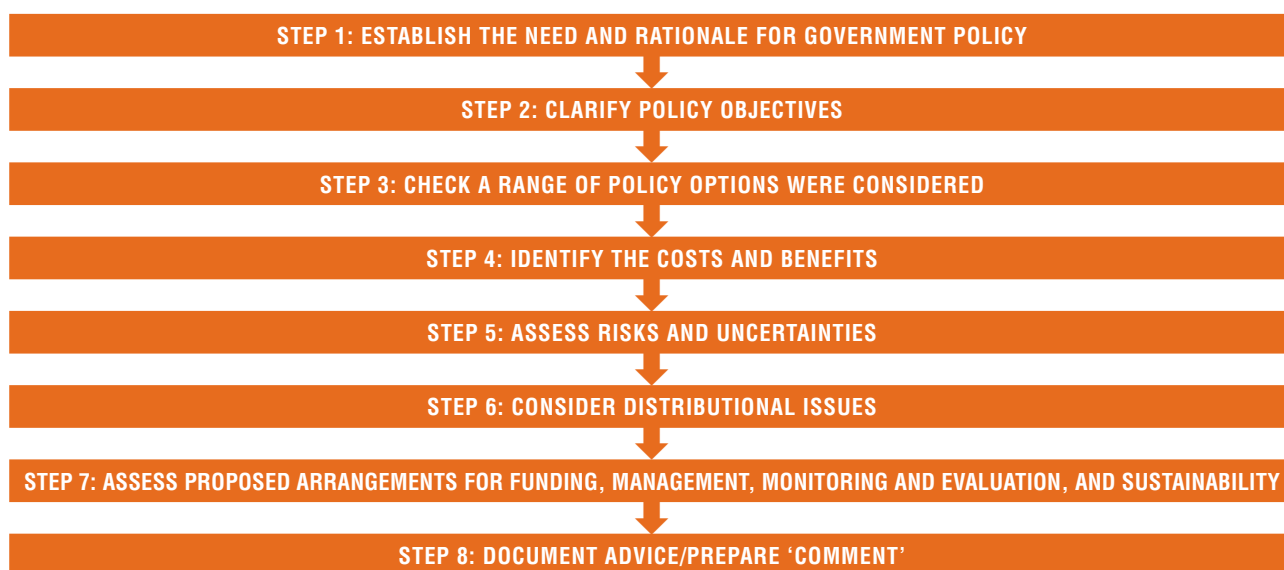 STEP 1: ESTABLISH THE NEED AND RATIONALE FOR GOVERNMENT POLICY
STEP 2: CLARIFY POLICY OBJECTIVES
STEP 3: CHECK A RANGE OF POLICY OPTIONS WERE CONSIDERED
STEP 4: IDENTIFY THE COSTS AND BENEFITS
STEP 5: ASSESS RISKS AND UNCERTAINTIES
STEP 6: CONSIDER DISTRIBUTIONAL ISSUES
STEP 7: ASSESS PROPOSED ARRANGEMENTS FOR FUNDING, MANAGEMENT, MONITORING AND EVALUATION, AND SUSTAINABILITY
STEP 8: DOCUMENT ADVICE/PREPARE ‘COMMENT’